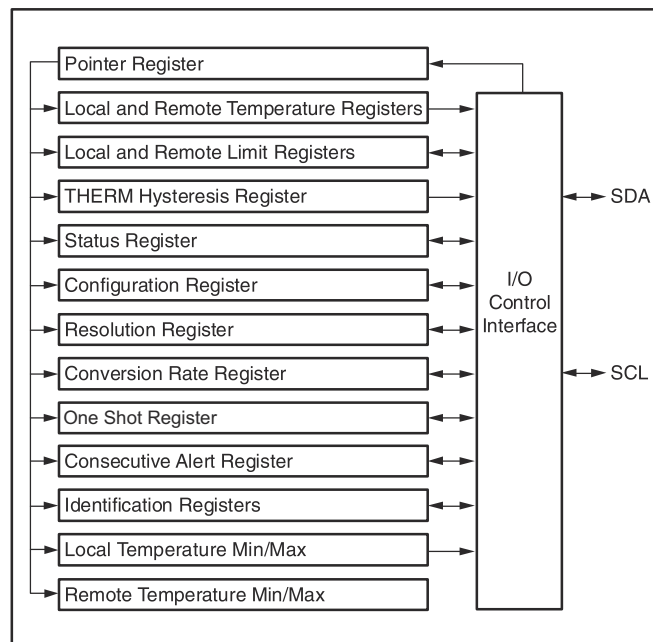 Pointer Register
Local and Remote Temperature Registers
Local and Remote Limit Registers
THERM Hysteresis Register
SDA
Status Register
Configuration Register
I/O
Control
Interface
Resolution Register
Conversion Rate Register
SCL
One Shot Register
Consecutive Alert Register
Identification Registers
Local Temperature Min/Max
Remote Temperature Min/Max